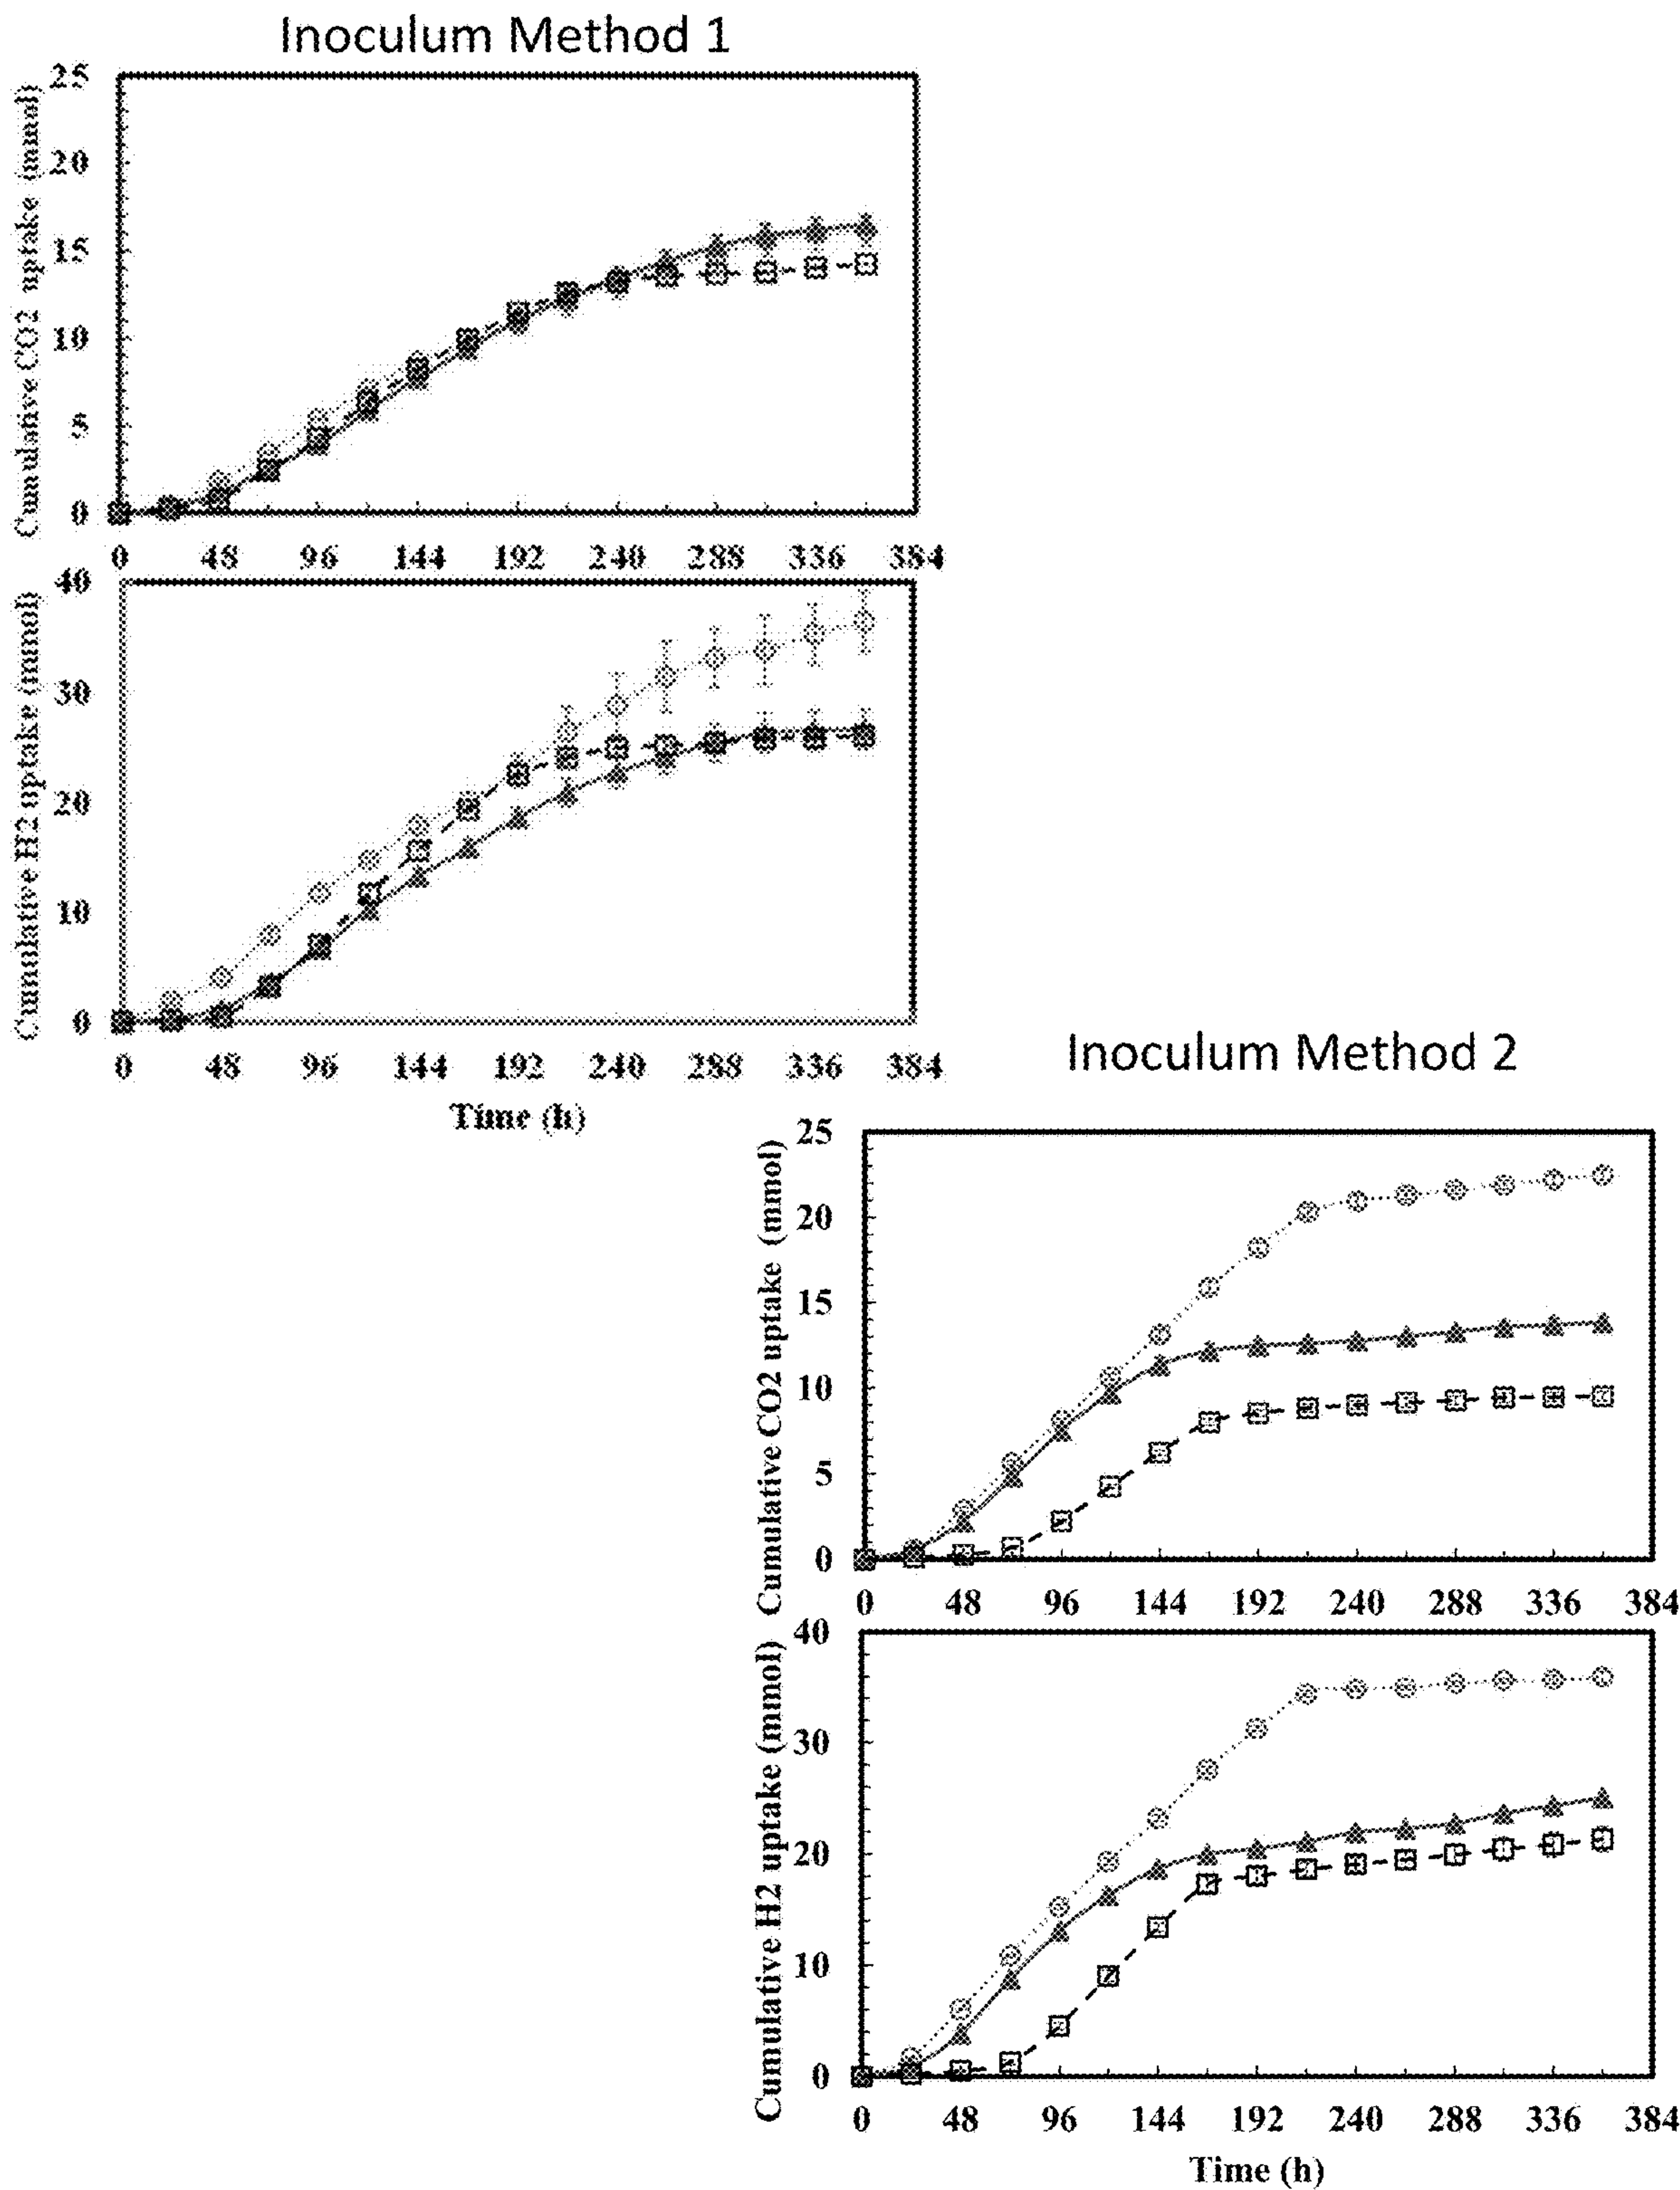 Inoculum Method 1
Cumulative CO2 uptake (mmol)
25
20
15
10
5
0
0 48 96 144 192 240 288 336 384
Cumulative H2 uptake (mmol)
40
30
20
10
0
0 48 96 144 192 240 288 336 384
Time (h)
Inoculum Method 2
Cumulative CO2 uptake (mmol)
25
20
15
10
5
0
0 48 96 144 192 240 288 336 384
Cumulative H2 uptake (mmol)
40
30
20
10
0
0 48 96 144 192 240 288 336 384
Time (h)